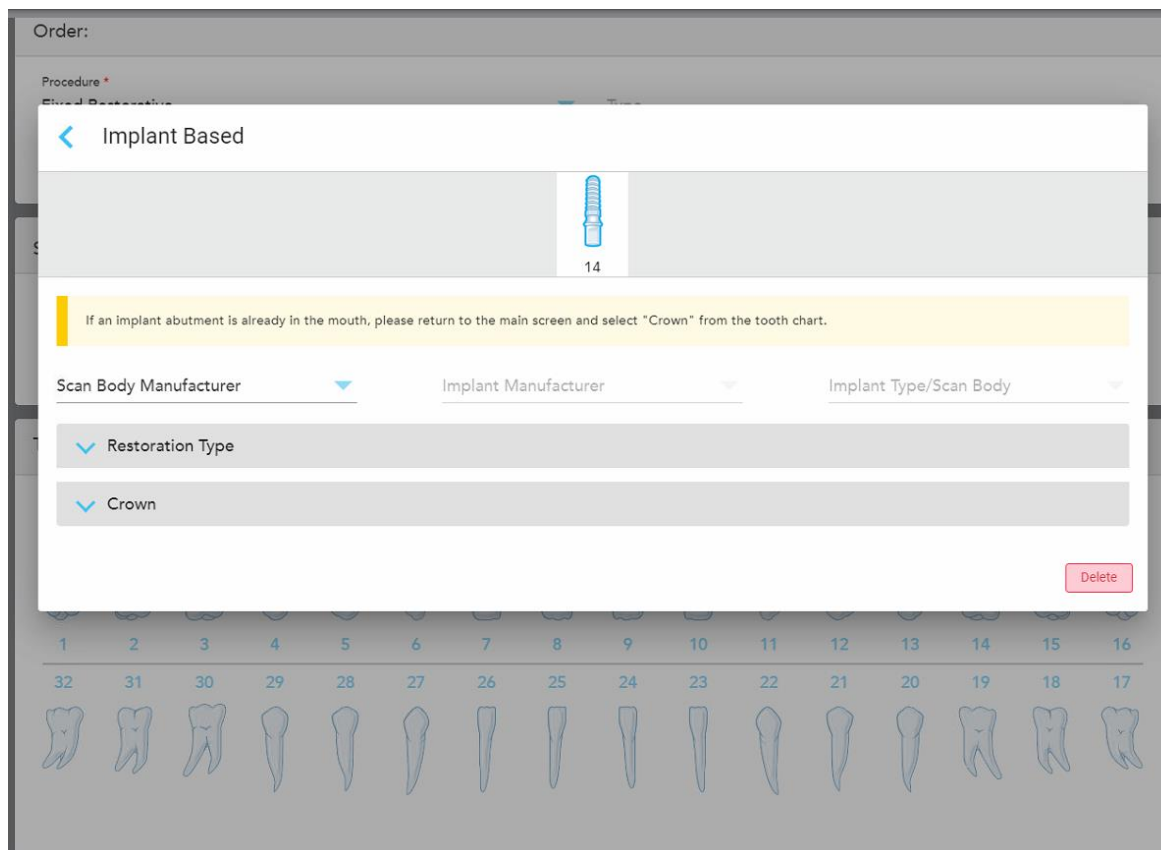 Order:
Procedure *
Fixed Restorative
Type
Implant Based
14
If an implant abutment is already in the mouth, please return to the main screen and select "Crown" from the tooth chart.
Scan Body Manufacturer Implant Manufacturer Implant Type/Scan Body
Restoration Type
Crown
Delete
1 2 3 4 5 6 7 8 9 10 11 12 13 14 15 16
32 31 30 29 28 27 26 25 24 23 22 21 20 19 18 17